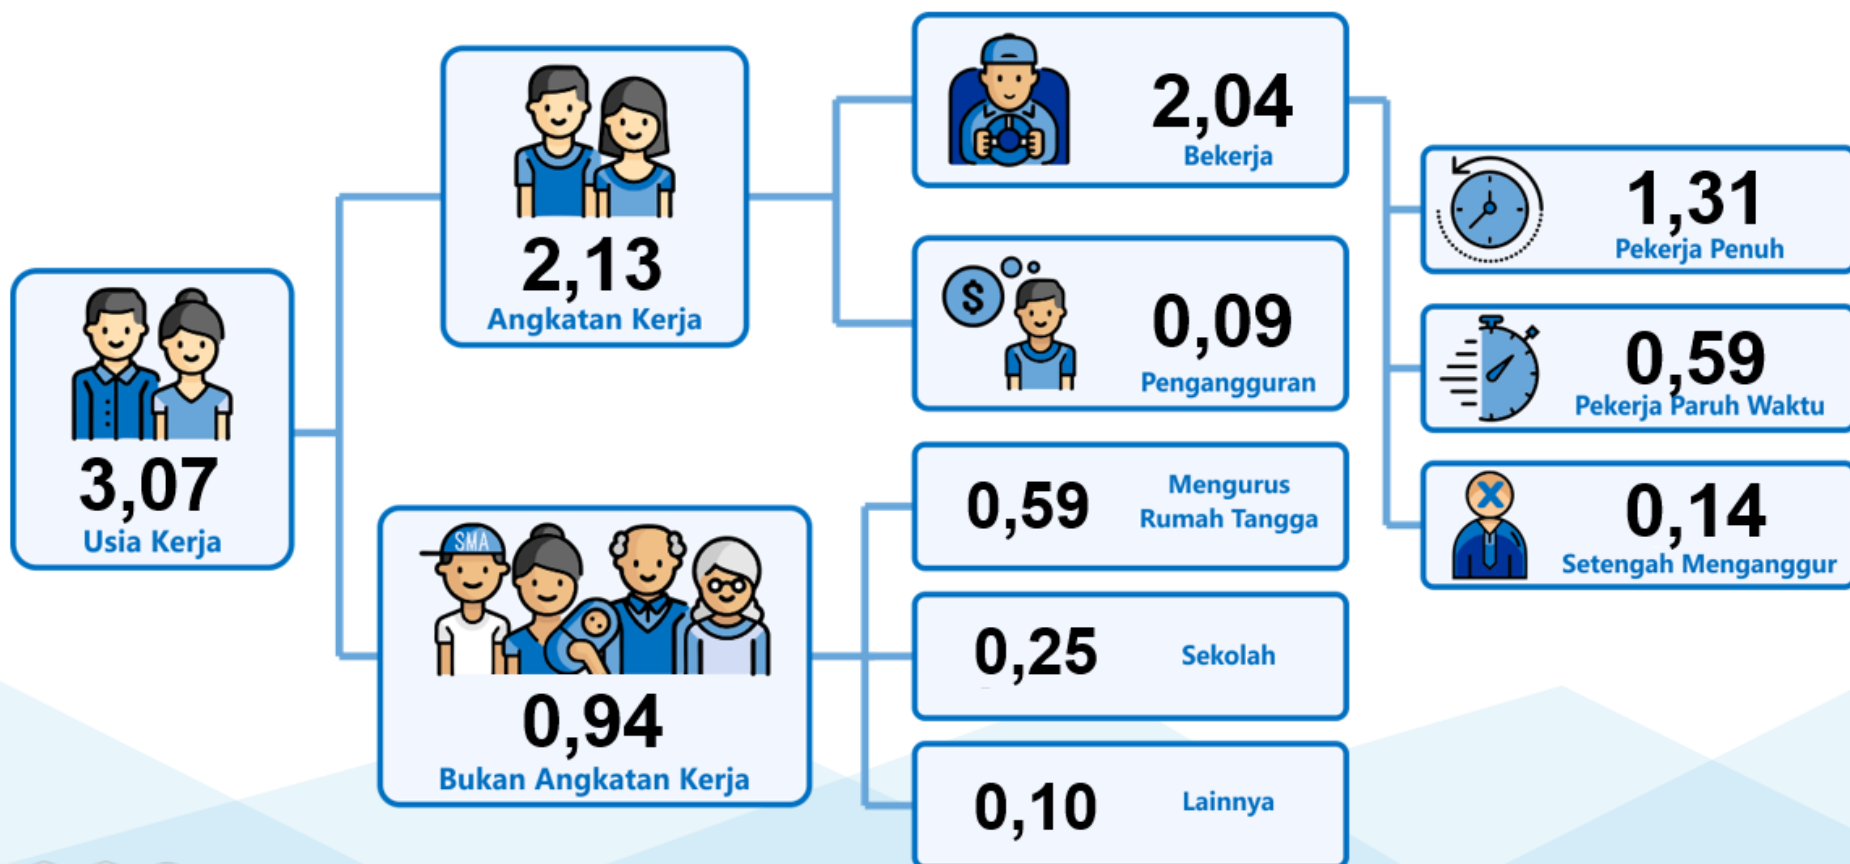 3,07
Usia Kerja
2,13
Angkatan Kerja
SMA
0,94
Bukan Angkatan Kerja
2,04
Bekerja
$
0,09
Pengangguran
0,59
Mengurus
Rumah Tangga
0,25
Sekolah
0,10
Lainnya
1,31
Pekerja Penuh
0,59
Pekerja Paruh Waktu
0,14
Setengah Menganggur